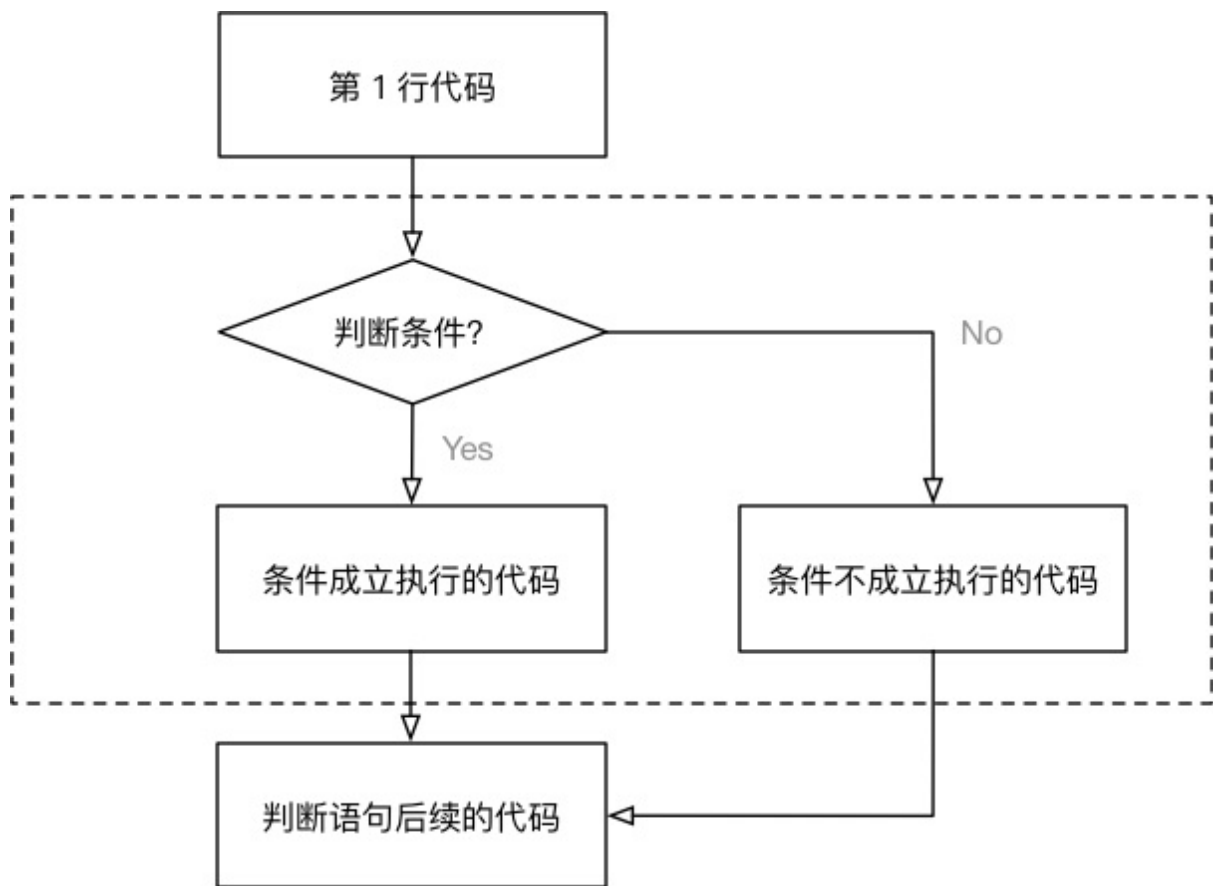 第 1 行代码
判断条件?
No
Yes
条件成立执行的代码
条件不成立执行的代码
判断语句后续的代码